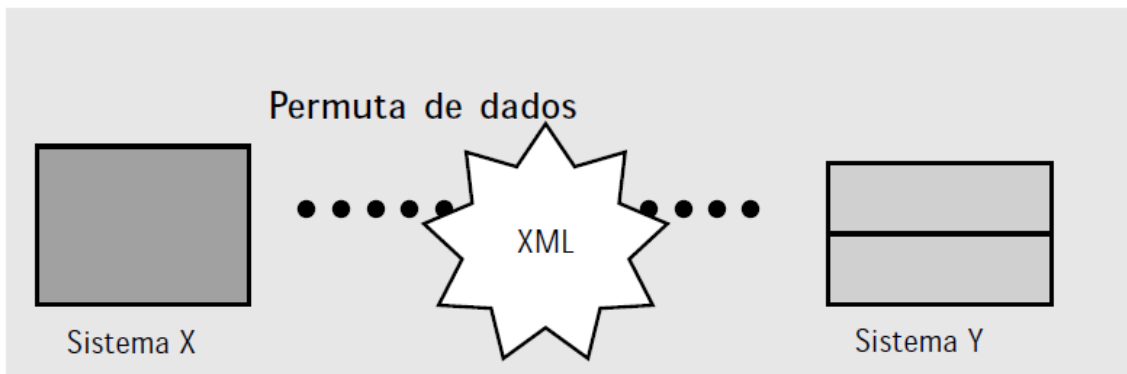 Permuta de dados
XML
Sistema X
Sistema Y